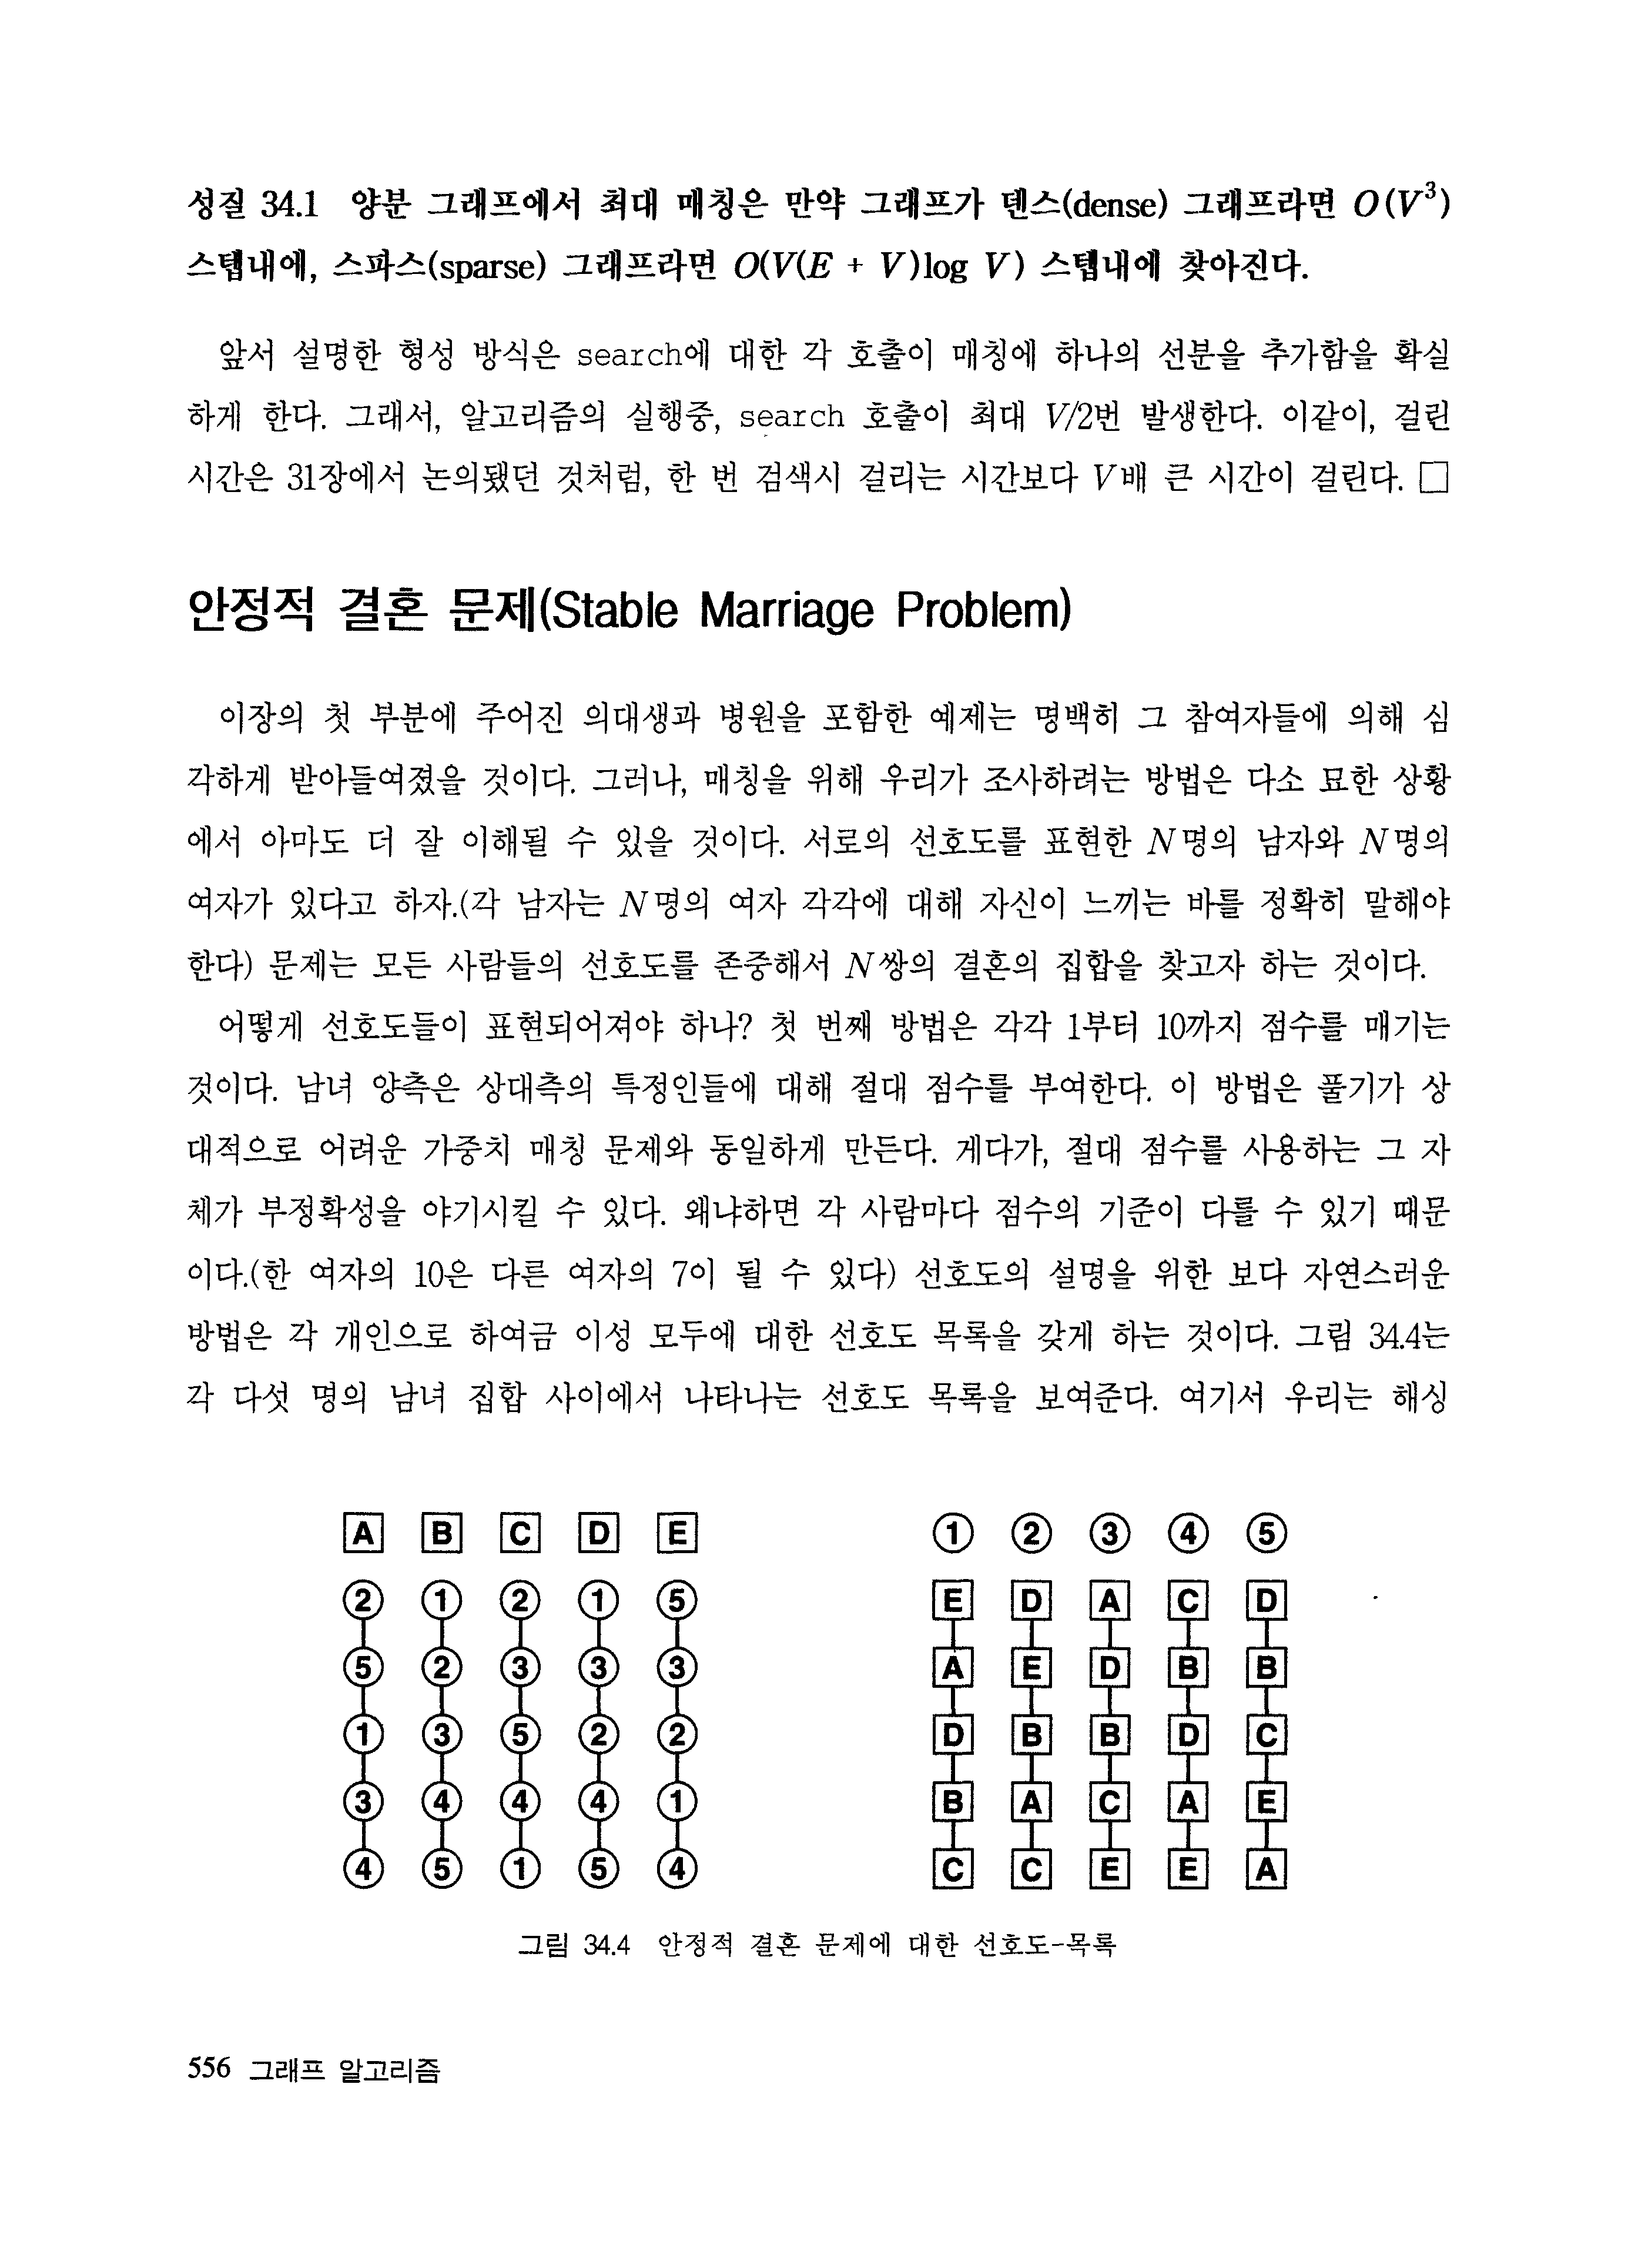 성질 34.1 양분 그래프에서 최대 매칭은 만약 그래프가 덴스(dense) 그래프라면 O(V³)
스텝내에, 스파스(sparse) 그래프라면 O(V(E + V)log V) 스텝내에 찾아진다.
앞서 설명한 형성 방식은 search에 대한 각 호출이 매칭에 하나의 선분을 추가함을 확실
하게 한다. 그래서, 알고리즘의 실행중, search 호출이 최대 V/2번 발생한다. 이같이, 걸린
시간은 31장에서 논의됐던 것처럼, 한 번 검색시 걸리는 시간보다 V배 큰 시간이 걸린다. □
안정적 결혼 문제(Stable Marriage Problem)
이장의 첫 부분에 주어진 의대생과 병원을 포함한 예제는 명백히 그 참여자들에 의해 심
각하게 받아들여졌을 것이다. 그러나, 매칭을 위해 우리가 조사하려는 방법은 다소 묘한 상황
에서 아마도 더 잘 이해될 수 있을 것이다. 서로의 선호도를 표현한 N명의 남자와 N명의
여자가 있다고 하자.(각 남자는 N명의 여자 각각에 대해 자신이 느끼는 바를 정확히 말해야
한다) 문제는 모든 사람들의 선호도를 존중해서 N쌍의 결혼의 집합을 찾고자 하는 것이다.
어떻게 선호도들이 표현되어져야 하나? 첫 번째 방법은 각각 1부터 10까지 점수를 매기는
것이다. 남녀 양측은 상대측의 특정인들에 대해 절대 점수를 부여한다. 이 방법은 풀기가 상
대적으로 어려운 가중치 매칭 문제와 동일하게 만든다. 게다가, 절대 점수를 사용하는 그 자
체가 부정확성을 야기시킬 수 있다. 왜냐하면 각 사람마다 점수의 기준이 다를 수 있기 때문
이다.(한 여자의 10은 다른 여자의 7이 될 수 있다) 선호도의 설명을 위한 보다 자연스러운
방법은 각 개인으로 하여금 이성 모두에 대한 선호도 목록을 갖게 하는 것이다. 그림 34.4는
각 다섯 명의 남녀 집합 사이에서 나타나는 선호도 목록을 보여준다. 여기서 우리는 해싱
A B C D E 1 2 3 4 5
2 1 2 1 5 E D A C D
5 2 3 3 3 A E D B B
1 3 5 2 2 D B B D C
3 4 4 4 1 B A C A E
4 5 1 5 4 C C E E A
그림 34.4 안정적 결혼 문제에 대한 선호도-목록
556 그래프 알고리즘